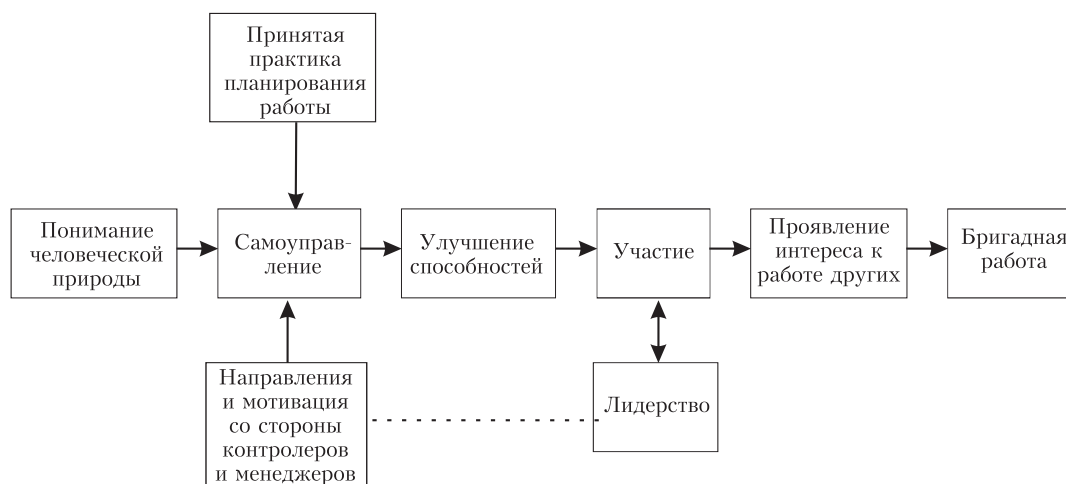 Принятая
практика
планирования
работы
Понимание
человеческой
природы
Самоуправ-
ление
Улучшение
способностей
Участие
Проявление
интереса к
работе других
Бригадная
работа
Направления
и мотивация
со стороны
контролеров
и менеджеров
Лидерство